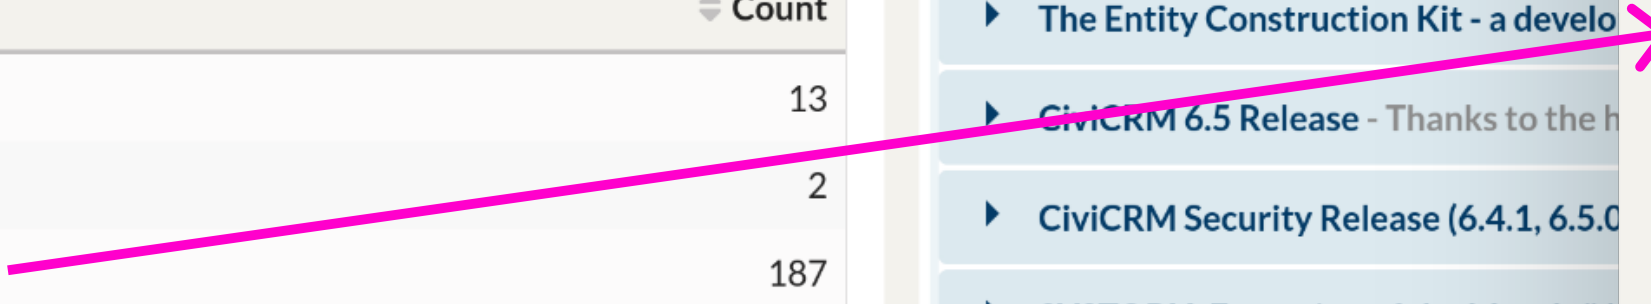 Count
13
2
187
The Entity Construction Kit - a develo
CiviCRM 6.5 Release - Thanks to the h
CiviCRM Security Release (6.4.1, 6.5.0